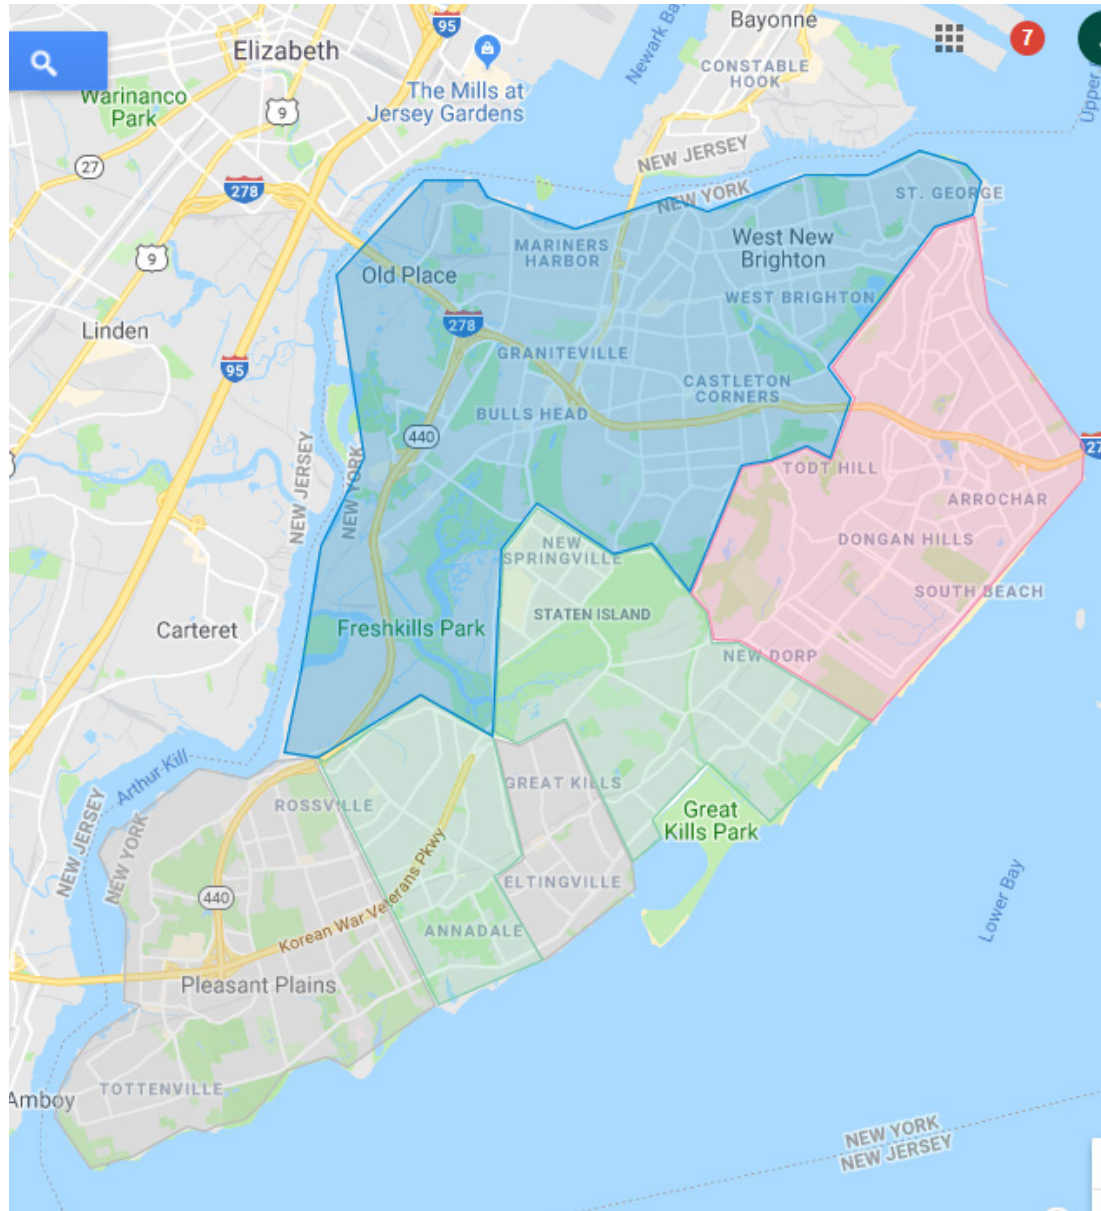 Bayonne
95
7
Elizabeth
Newark Ba
CONSTABLE
HOOK
Upper
The Mills at
Jersey Gardens
Warinanco
Park
9
NEW JERSEY
27
278
NEW YORK
ST. GEORGE
MARINERS
HARBOR
West New
Brighton
9
Old Place
WEST BRIGHTON
278
Linden
GRANITEVILLE
95
CASTLETON
CORNERS
BULLS HEAD
440
27
TODT HILL
NEW JERSEY
NEW YORK
ARROCHAR
NEW
SPRINGVILLE
DONGAN HILLS
SOUTH BEACH
STATEN ISLAND
Carteret
Freshkills Park
NEW DORP
Arthur Kill
GREAT KILLS
ROSSVILLE
Great
Kills Park
NEW JERSEY
NEW YORK
ELTINGVILLE
440
Korean War Veterans Pkwy
ANNADALE
Lower Bay
Pleasant Plains
TOTTENVILLE
Amboy
NEW YORK
NEW JERSEY